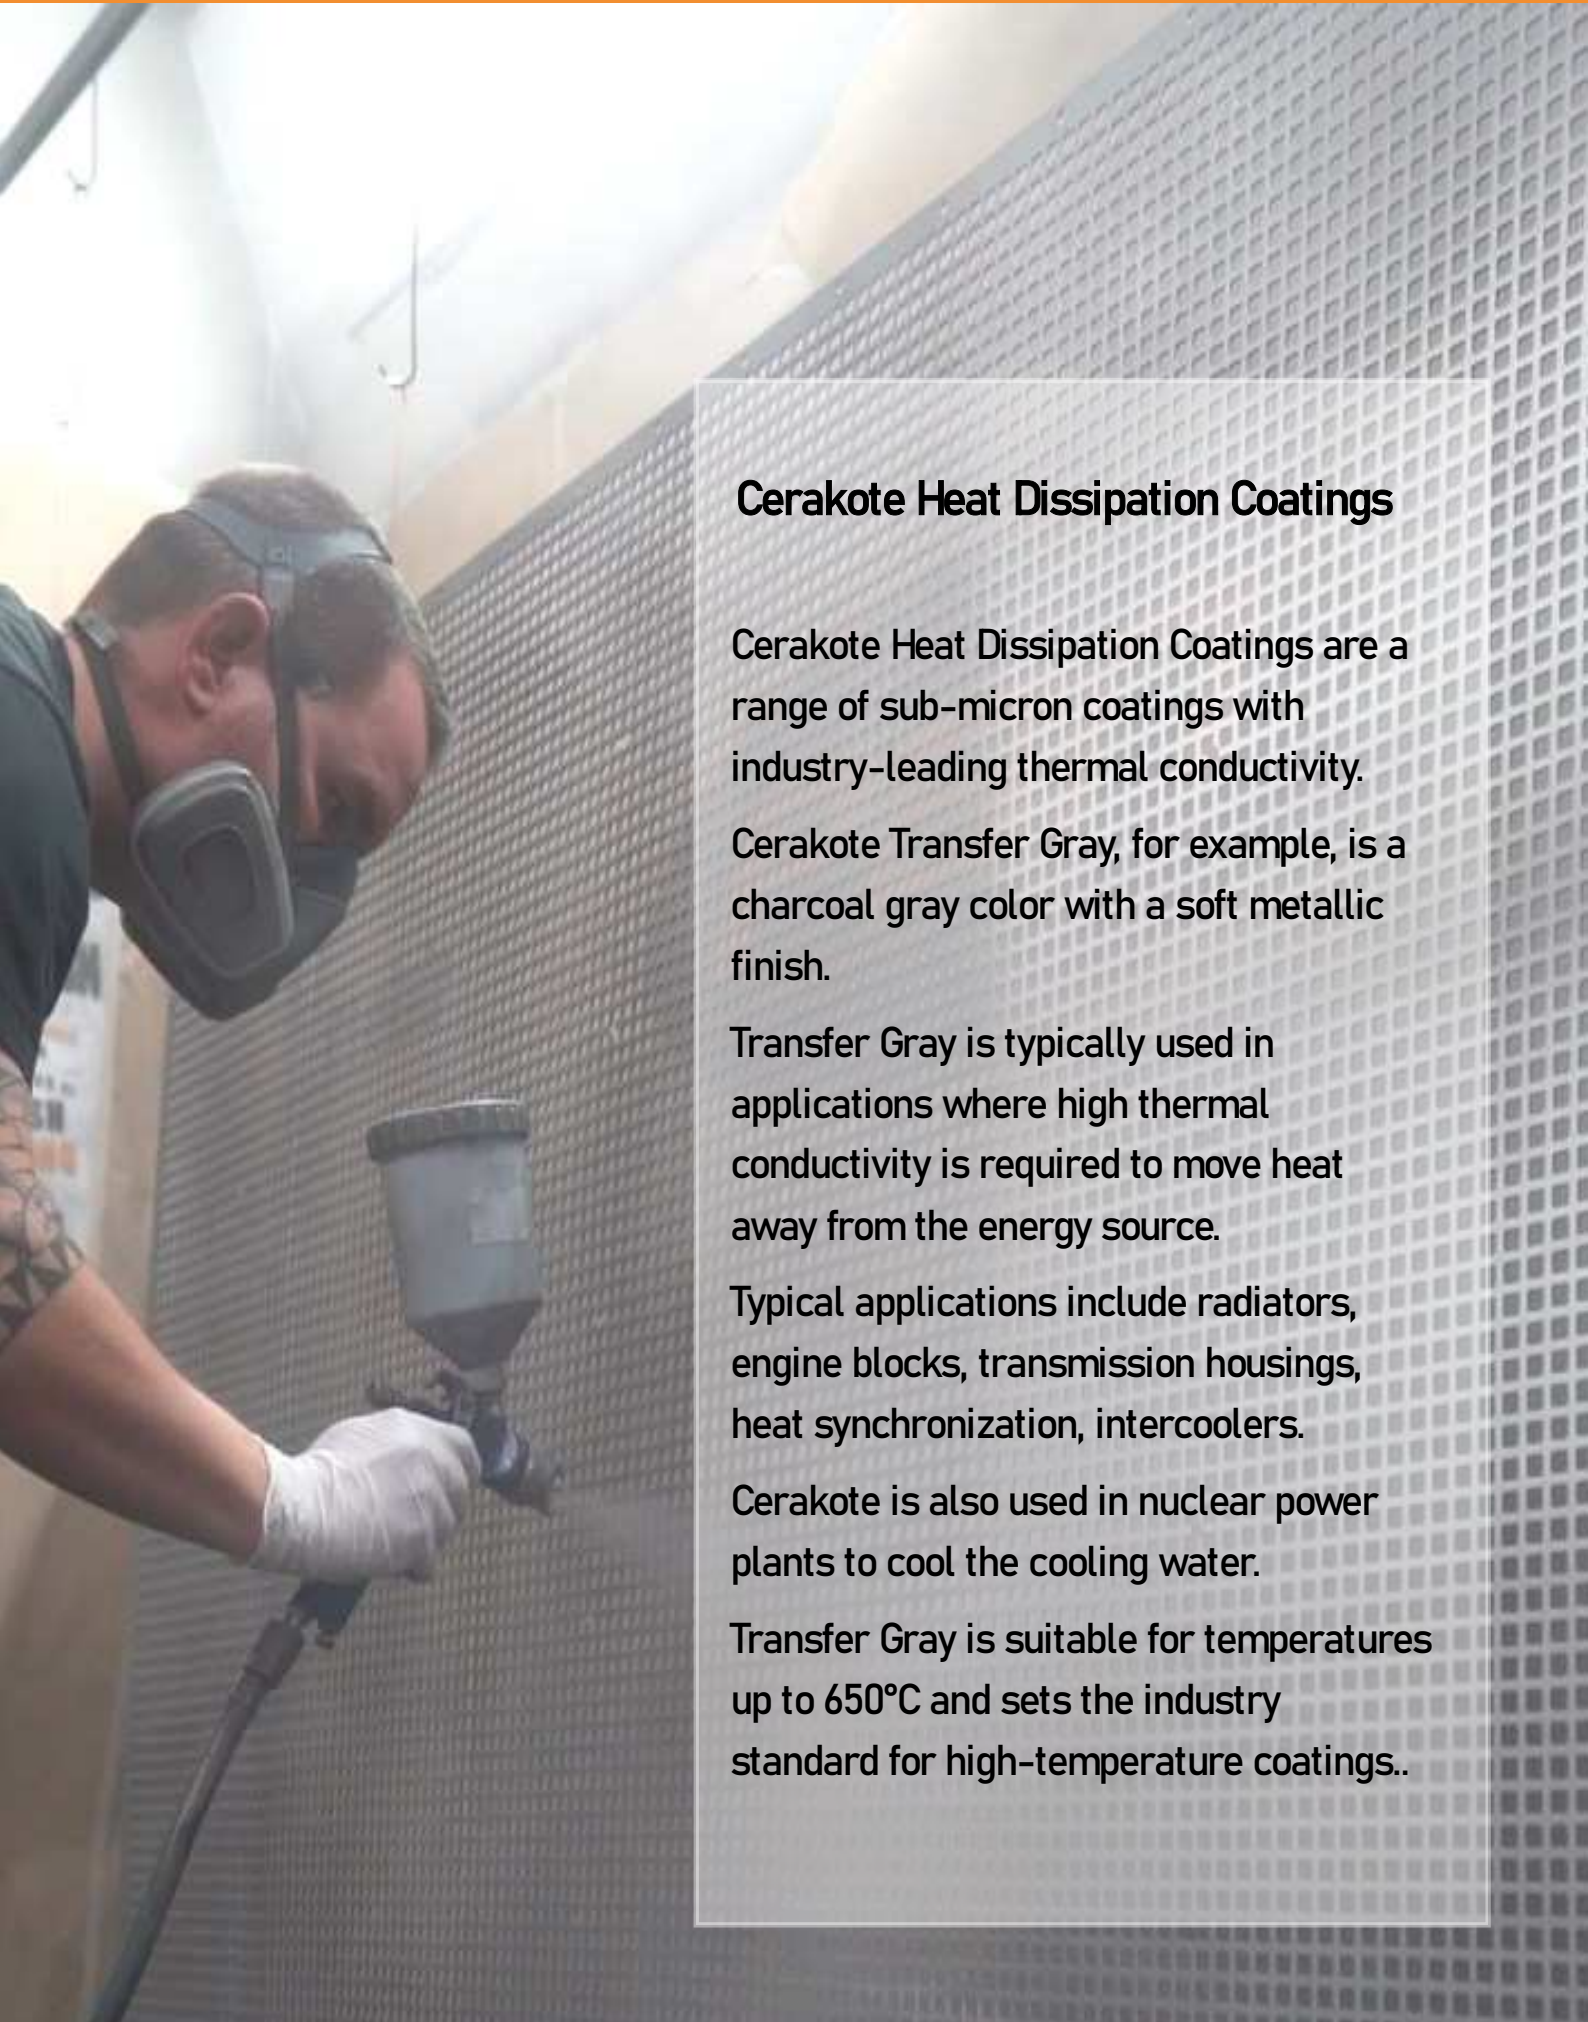 Cerakote Heat Dissipation Coatings
Cerakote Heat Dissipation Coatings are a
range of sub-micron coatings with
industry-leading thermal conductivity.
Cerakote Transfer Gray, for example, is a
charcoal gray color with a soft metallic
finish.
Transfer Gray is typically used in
applications where high thermal
conductivity is required to move heat
away from the energy source.
Typical applications include radiators,
engine blocks, transmission housings,
heat synchronization, intercoolers.
Cerakote is also used in nuclear power
plants to cool the cooling water.
Transfer Gray is suitable for temperatures
up to 650°C and sets the industry
standard for high-temperature coatings..